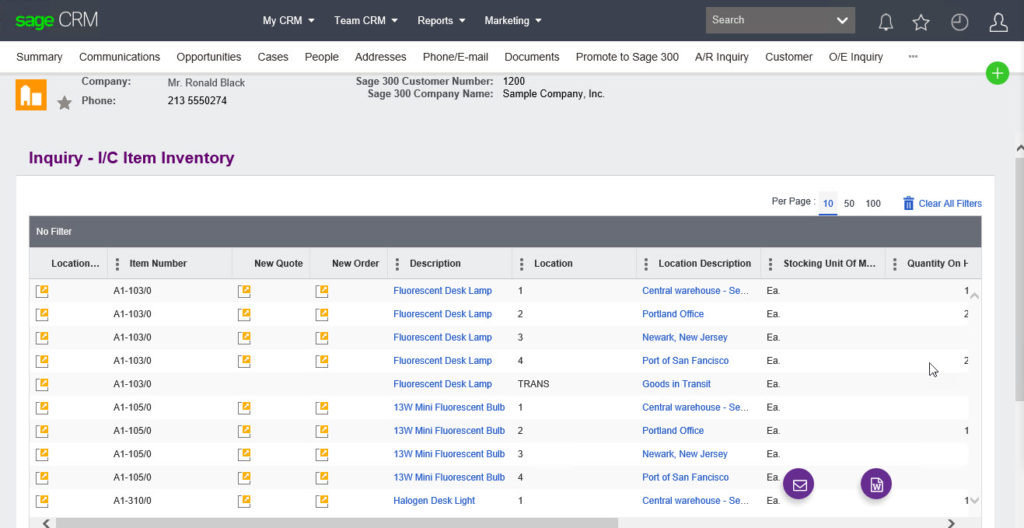 sage CRM My CRM Team CRM Reports Marketing Search
Summary Communications Opportunities Cases People Addresses Phone/E-mail Documents Promote to Sage 300 A/R Inquiry Customer O/E Inquiry ...
Company: Mr. Ronald Black Sage 300 Customer Number: 1200
Phone: 213 5550274 Sage 300 Company Name: Sample Company, Inc.
Inquiry - I/C Item Inventory
Per Page : 10 50 100 Clear All Filters
No Filter
Location... Item Number New Quote New Order Description Location Location Description Stocking Unit Of M... Quantity On H
A1-103/0 Fluorescent Desk Lamp 1 Central warehouse - Se... Ea. 1
A1-103/0 Fluorescent Desk Lamp 2 Portland Office Ea. 2
A1-103/0 Fluorescent Desk Lamp 3 Newark, New Jersey Ea.
A1-103/0 Fluorescent Desk Lamp 4 Port of San Fancisco Ea. 2
A1-103/0 Fluorescent Desk Lamp TRANS Goods in Transit Ea.
A1-105/0 13W Mini Fluorescent Bulb 1 Central warehouse - Se... Ea.
A1-105/0 13W Mini Fluorescent Bulb 2 Portland Office Ea. 1
A1-105/0 13W Mini Fluorescent Bulb 3 Newark, New Jersey Ea.
A1-105/0 13W Mini Fluorescent Bulb 4 Port of San Fancisco Ea.
A1-310/0 Halogen Desk Light 1 Central warehouse - Se... Ea. 1